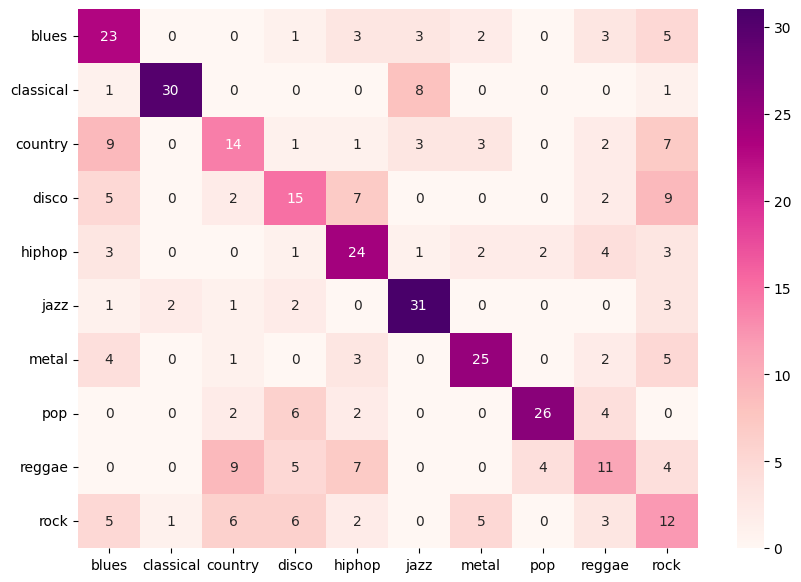 blues 23 0 0 1 3 3 2 0 3 5
classical 1 30 0 0 0 8 0 0 0 1
country 9 0 14 1 1 3 3 0 2 7
disco 5 0 2 15 7 0 0 0 2 9
hiphop 3 0 0 1 24 1 2 2 4 3
jazz 1 2 1 2 0 31 0 0 0 3
metal 4 0 1 0 3 0 25 0 2 5
pop 0 0 2 6 2 0 0 26 4 0
reggae 0 0 9 5 7 0 0 4 11 4
rock 5 1 6 6 2 0 5 0 3 12
blues classical country disco hiphop jazz metal pop reggae rock
30
25
20
15
10
5
0